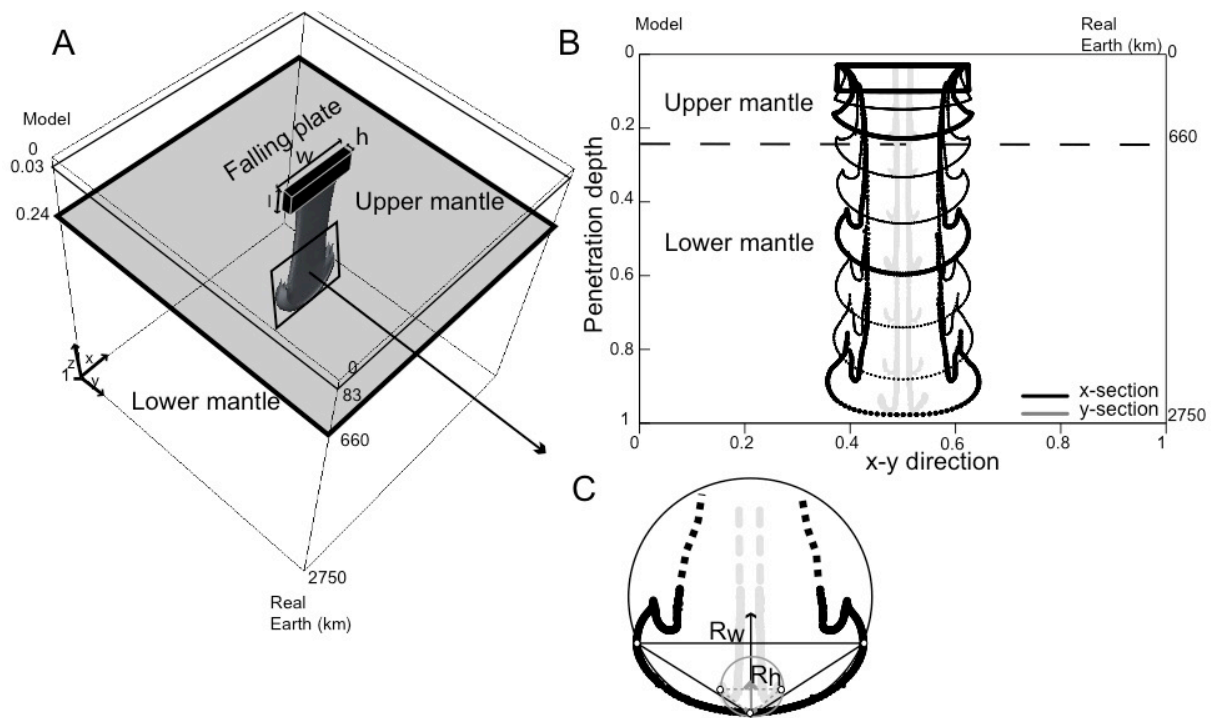 A
Model
0
0.03
0.24
Falling plate
W
h
l
Upper mantle
z
x
y
1
Lower mantle
0
83
660
2750
Real
Earth (km)
B
Model
Real
Earth (km)
0
0
Upper mantle
0.2
660
Penetration depth
0.4
Lower mantle
0.6
0.8
x-section
y-section
1
2750
0
0.2
0.4
0.6
0.8
1
x-y direction
C
Rw
Rh